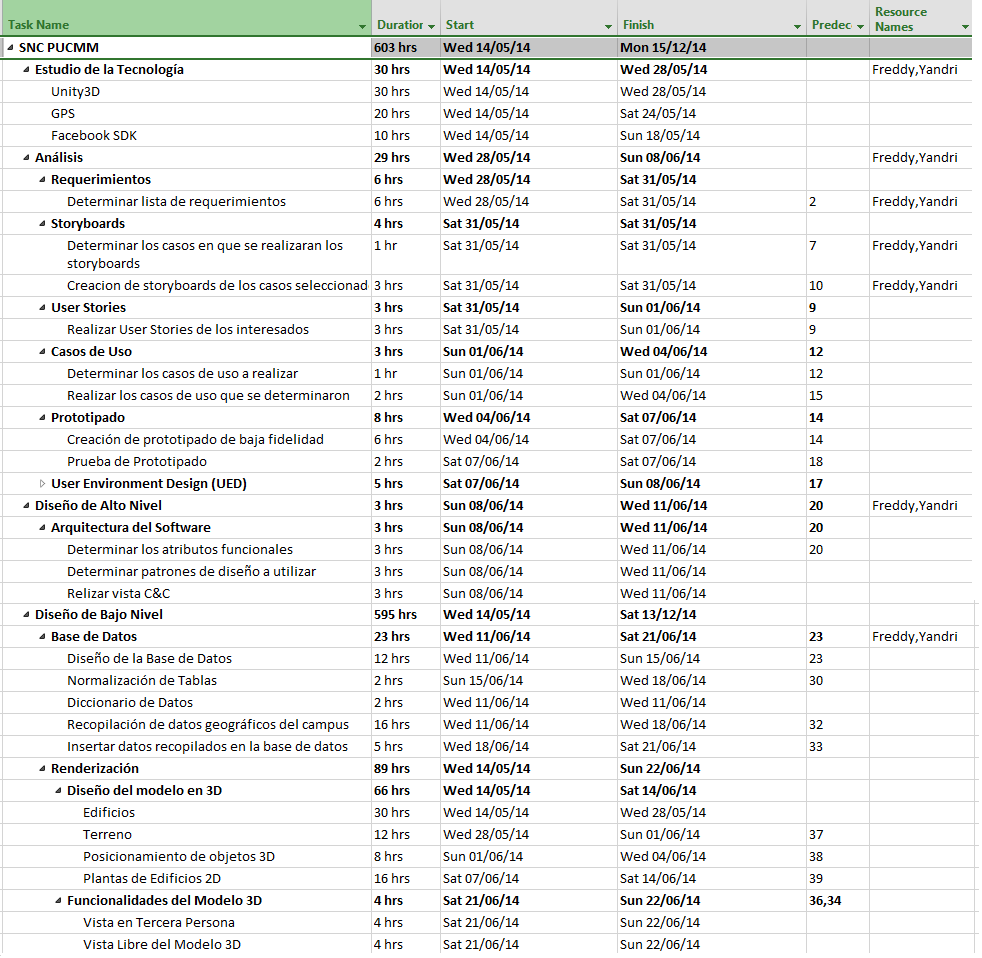 Task Name Duration Start Finish Predec Resource Names
SNC PUCMM 603 hrs Wed 14/05/14 Mon 15/12/14
Estudio de la Tecnología 30 hrs Wed 14/05/14 Wed 28/05/14 Freddy,Yandri
Unity3D 30 hrs Wed 14/05/14 Wed 28/05/14
GPS 20 hrs Wed 14/05/14 Sat 24/05/14
Facebook SDK 10 hrs Wed 14/05/14 Sun 18/05/14
Análisis 29 hrs Wed 28/05/14 Sun 08/06/14 Freddy,Yandri
Requerimientos 6 hrs Wed 28/05/14 Sat 31/05/14
Determinar lista de requerimientos 6 hrs Wed 28/05/14 Sat 31/05/14 2 Freddy,Yandri
Storyboards 4 hrs Sat 31/05/14 Sat 31/05/14
Determinar los casos en que se realizaran los storyboards 1 hr Sat 31/05/14 Sat 31/05/14 7 Freddy,Yandri
Creacion de storyboards de los casos seleccionad 3 hrs Sat 31/05/14 Sat 31/05/14 10 Freddy,Yandri
User Stories 3 hrs Sat 31/05/14 Sun 01/06/14 9
Realizar User Stories de los interesados 3 hrs Sat 31/05/14 Sun 01/06/14 9
Casos de Uso 3 hrs Sun 01/06/14 Wed 04/06/14 12
Determinar los casos de uso a realizar 1 hr Sun 01/06/14 Sun 01/06/14 12
Realizar los casos de uso que se determinaron 2 hrs Sun 01/06/14 Wed 04/06/14 15
Prototipado 8 hrs Wed 04/06/14 Sat 07/06/14 14
Creación de prototipado de baja fidelidad 6 hrs Wed 04/06/14 Sat 07/06/14 14
Prueba de Prototipado 2 hrs Sat 07/06/14 Sat 07/06/14 18
User Environment Design (UED) 5 hrs Sat 07/06/14 Sun 08/06/14 17
Diseño de Alto Nivel 3 hrs Sun 08/06/14 Wed 11/06/14 20 Freddy,Yandri
Arquitectura del Software 3 hrs Sun 08/06/14 Wed 11/06/14 20
Determinar los atributos funcionales 3 hrs Sun 08/06/14 Wed 11/06/14 20
Determinar patrones de diseño a utilizar 3 hrs Sun 08/06/14 Wed 11/06/14
Relizar vista C&C 3 hrs Sun 08/06/14 Wed 11/06/14
Diseño de Bajo Nivel 595 hrs Wed 14/05/14 Sat 13/12/14
Base de Datos 23 hrs Wed 11/06/14 Sat 21/06/14 23 Freddy,Yandri
Diseño de la Base de Datos 12 hrs Wed 11/06/14 Sun 15/06/14 23
Normalización de Tablas 2 hrs Sun 15/06/14 Wed 18/06/14 30
Diccionario de Datos 2 hrs Wed 11/06/14 Wed 11/06/14
Recopilación de datos geográficos del campus 16 hrs Wed 11/06/14 Wed 18/06/14 32
Insertar datos recopilados en la base de datos 5 hrs Wed 18/06/14 Sat 21/06/14 33
Renderización 89 hrs Wed 14/05/14 Sun 22/06/14
Diseño del modelo en 3D 66 hrs Wed 14/05/14 Sat 14/06/14
Edificios 30 hrs Wed 14/05/14 Wed 28/05/14
Terreno 12 hrs Wed 28/05/14 Sun 01/06/14 37
Posicionamiento de objetos 3D 8 hrs Sun 01/06/14 Wed 04/06/14 38
Plantas de Edificios 2D 16 hrs Sat 07/06/14 Sat 14/06/14 39
Funcionalidades del Modelo 3D 4 hrs Sat 21/06/14 Sun 22/06/14 36,34
Vista en Tercera Persona 4 hrs Sat 21/06/14 Sun 22/06/14
Vista Libre del Modelo 3D 4 hrs Sat 21/06/14 Sun 22/06/14